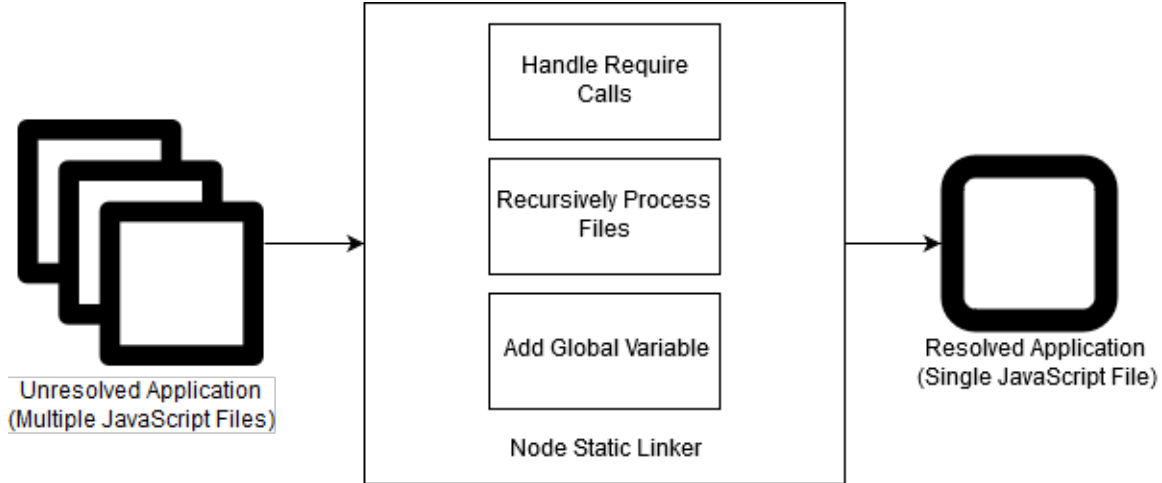 Handle Require
Calls
Recursively Process
Files
Add Global Variable
Node Static Linker
Unresolved Application
(Multiple JavaScript Files)
Resolved Application
(Single JavaScript File)